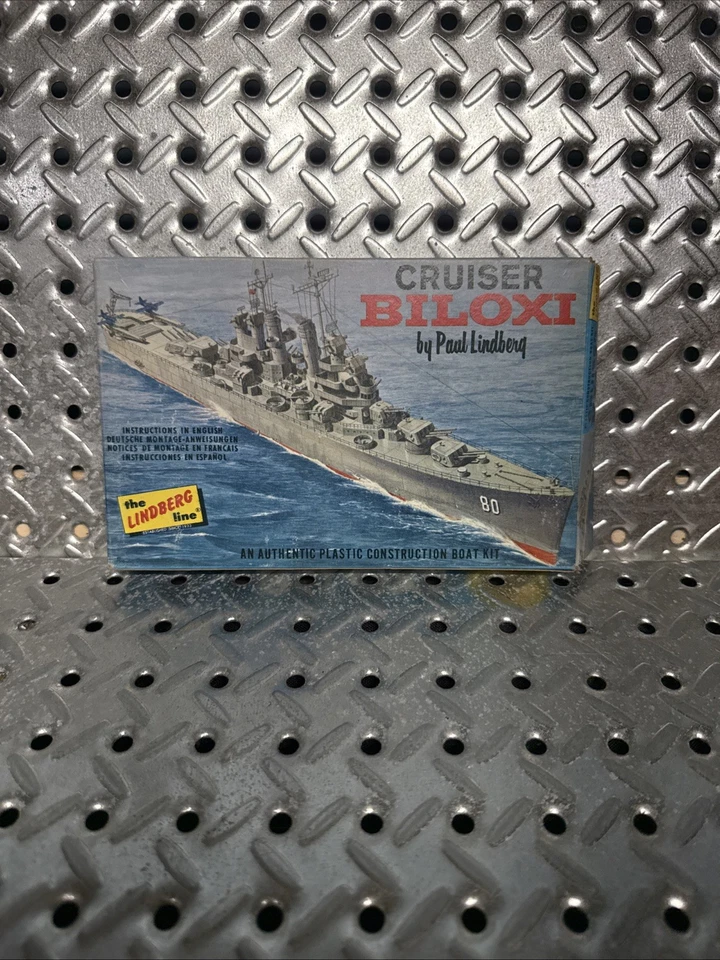 CRUISER
BILOXI
by Paul Lindberg
INSTRUCTIONS IN ENGLISH
DEUTSCHE MONTAGE-ANWEISUNGEN
NOTICES DE MONTAGE EN FRANCAIS
INSTRUCCIONES EN ESPAÑOL
80
the
LINDBERG
line®
AN AUTHENTIC PLASTIC CONSTRUCTION BOAT KIT